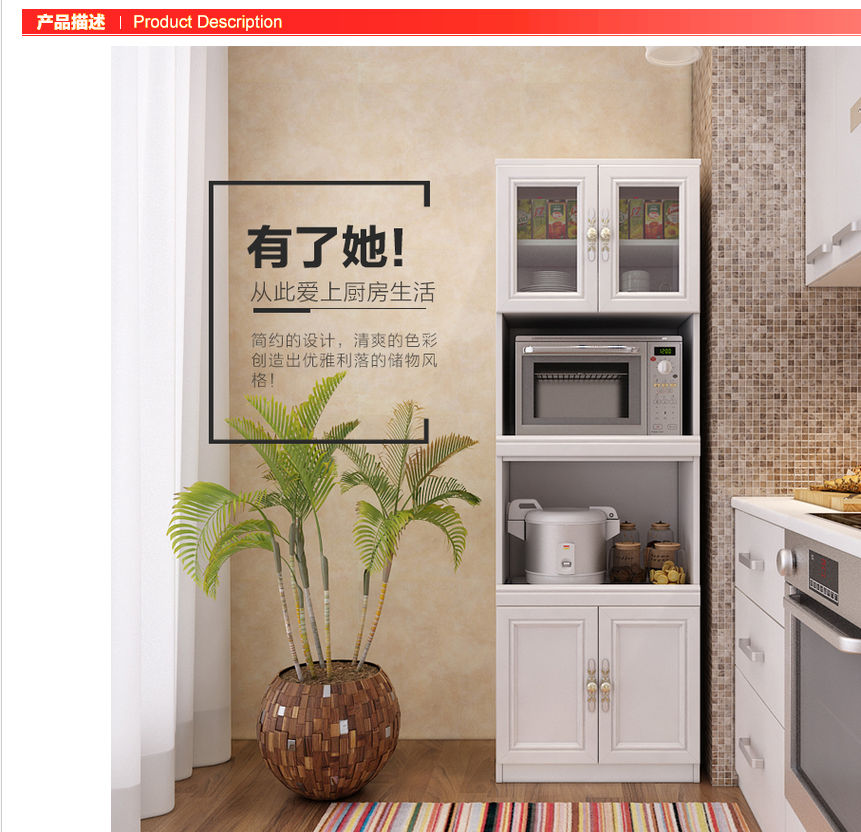 产品描述 | Product Description
有了她!
从此爱上厨房生活
简约的设计，清爽的色彩
创造出优雅利落的储物风
格！
12:00